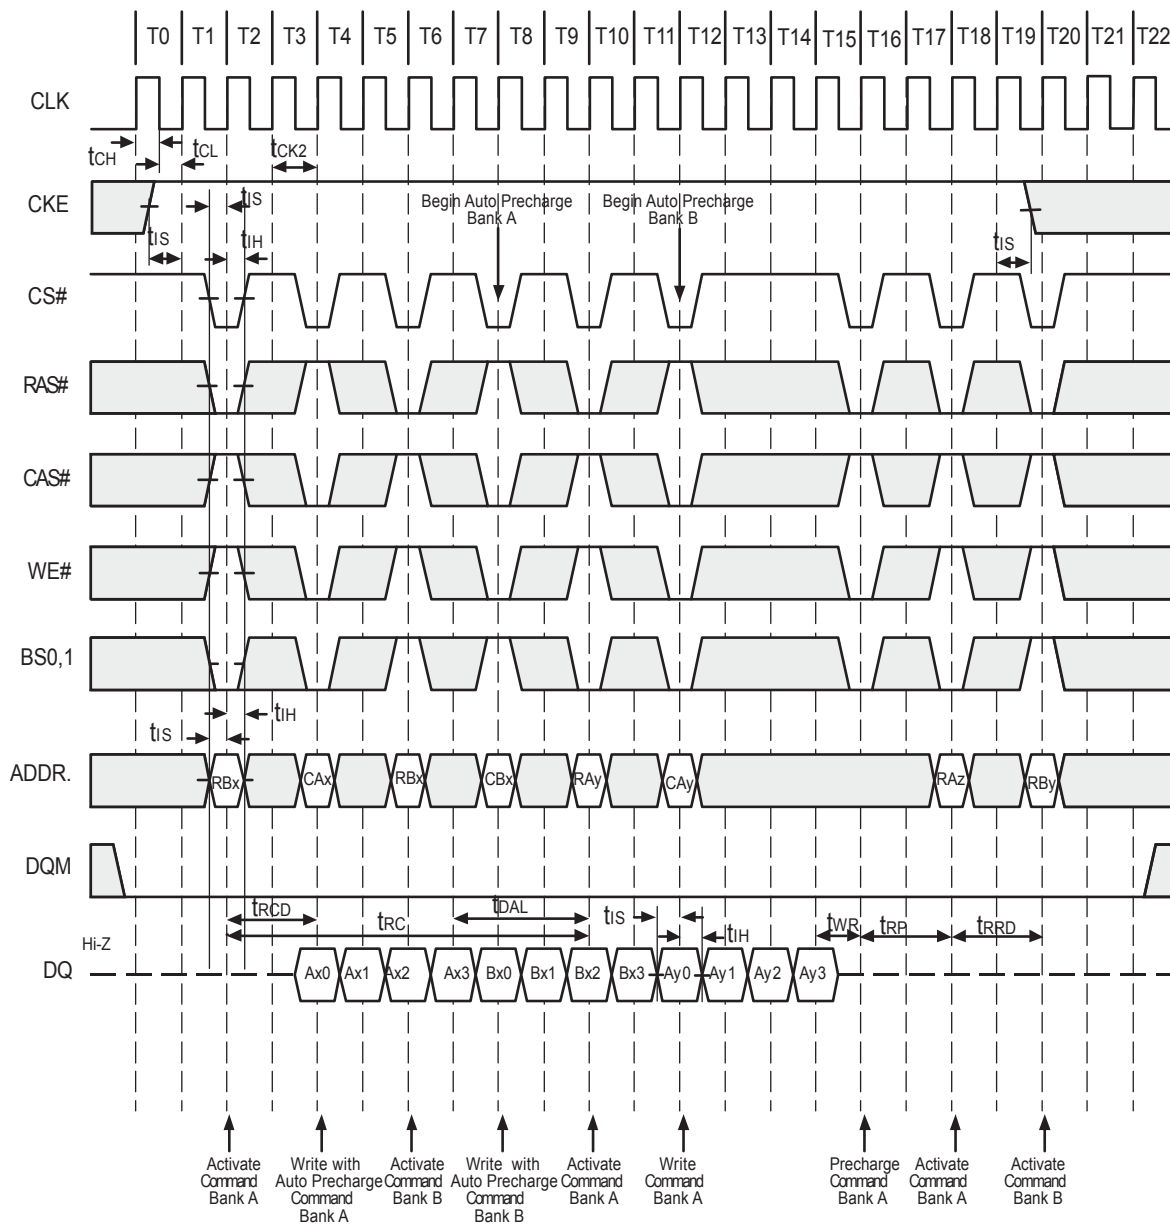 T0 T1 T2 T3 T4 T5 T6 T7 T8 T9 T10 T11 T12 T13 T14 T15 T16 T17 T18 T19 T20 T21 T22
CLK
tCH tCL tCK2
CKE
tIS
Begin Auto Precharge
Bank A
Begin Auto Precharge
Bank B
tIS tIH tIS
CS#
RAS#
CAS#
WE#
BS0,1
tIH
tIS
ADDR.
RBx CAx RBx CBx RAy CAy RAz RBy
DQM
tRCD tDAL tIS tWR tRP tRRD
tRC tIH
Hi-Z
DQ
Ax0 Ax1 Ax2 Ax3 Bx0 Bx1 Bx2 Bx3 Ay0 Ay1 Ay2 Ay3
Activate
Command
Bank A
Write with
Auto Precharge
Command
Bank A
Activate
Command
Bank B
Write with
Auto Precharge
Command
Bank B
Activate
Command
Bank A
Write
Command
Bank A
Precharge
Command
Bank A
Activate
Command
Bank A
Activate
Command
Bank B